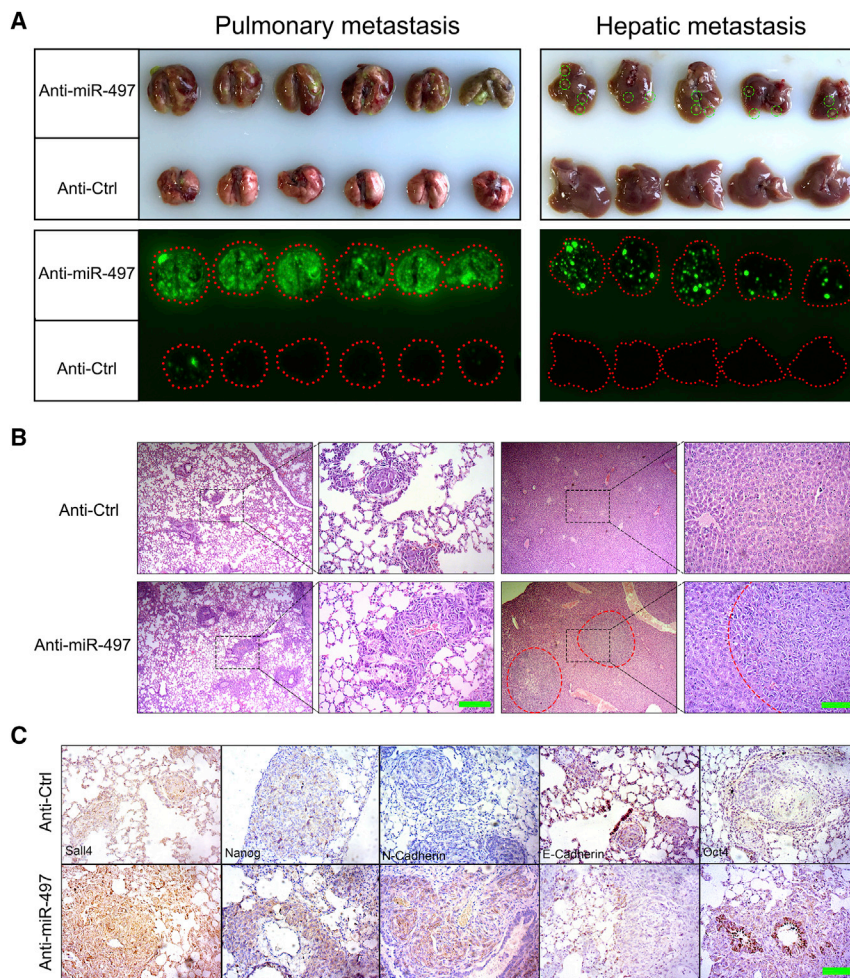 A
Pulmonary metastasis
Hepatic metastasis
Anti-miR-497
Anti-Ctrl
Anti-miR-497
Anti-Ctrl
B
Anti-Ctrl
Anti-miR-497
C
Anti-Ctrl
Sall4
Nanog
N-Cadherin
E-Cadherin
Oct4
Anti-miR-497